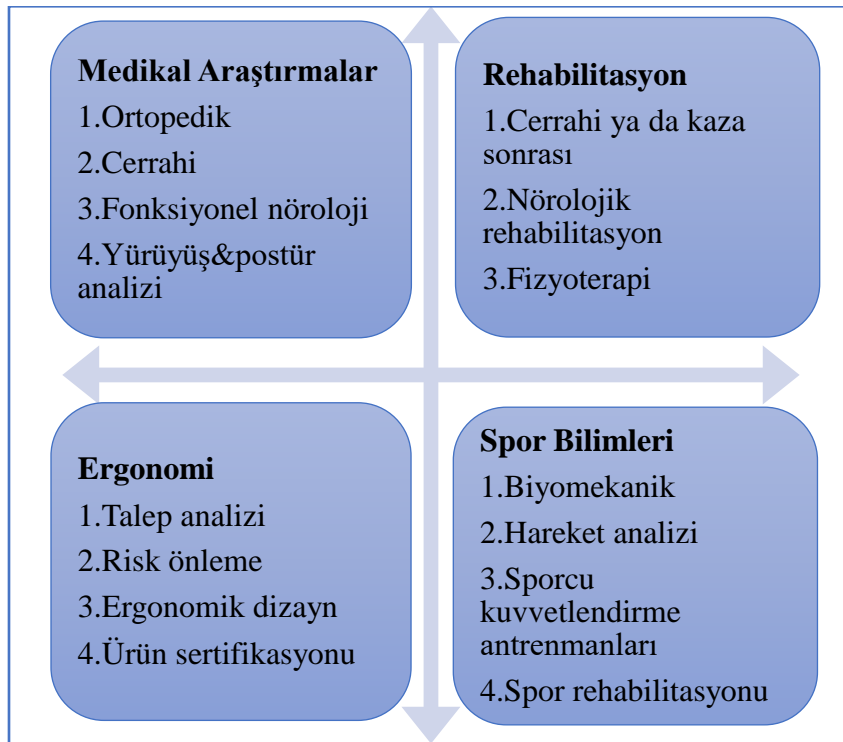 Medikal Araştırmalar
1.Ortopedik
2.Cerrahi
3.Fonksiyonel nöroloji
4.Yürüyüş&postür
analizi
Rehabilitasyon
1.Cerrahi ya da kaza
sonrası
2.Nörolojik
rehabilitasyon
3.Fizyoterapi
Ergonomi
1.Talep analizi
2.Risk önleme
3.Ergonomik dizayn
4.Ürün sertifikasyonu
Spor Bilimleri
1.Biyomekanik
2.Hareket analizi
3.Sporcu
kuvvetlendirme
antrenmanları
4.Spor rehabilitasyonu